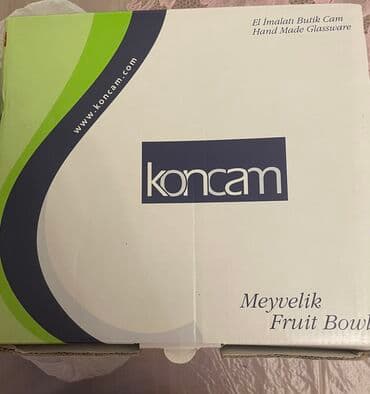 El İmalatı Butik Cam
Hand Made Glassware
www.koncam.com
koncam
Meyvelik
Fruit Bowl